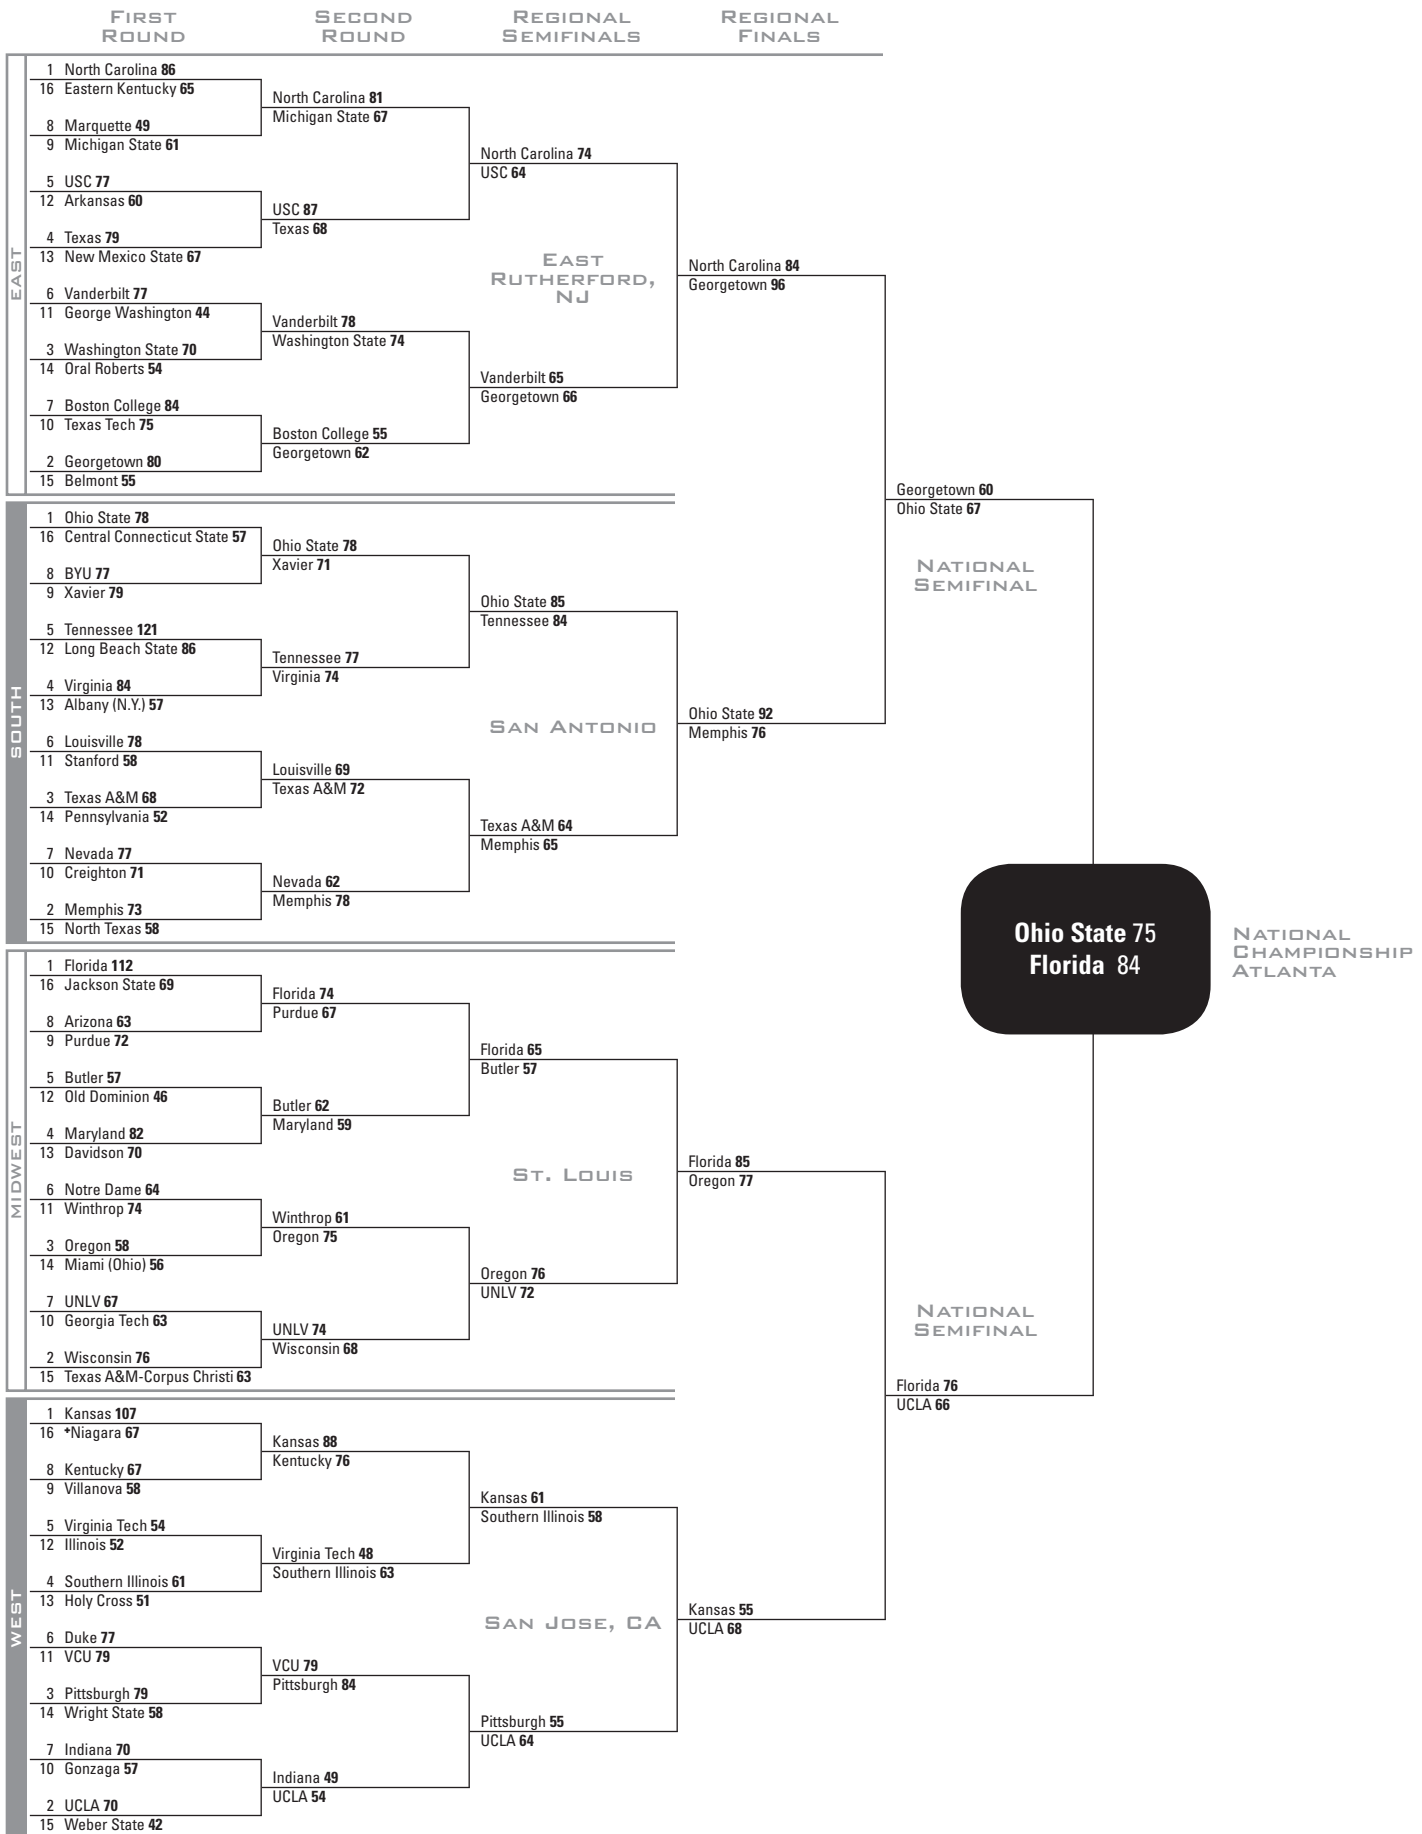 FIRST ROUND
SECOND ROUND
REGIONAL SEMIFINALS
REGIONAL FINALS
EAST
1 North Carolina 86
16 Eastern Kentucky 65
8 Marquette 49
9 Michigan State 61
5 USC 77
12 Arkansas 60
4 Texas 79
13 New Mexico State 67
6 Vanderbilt 77
11 George Washington 44
3 Washington State 70
14 Oral Roberts 54
7 Boston College 84
10 Texas Tech 75
2 Georgetown 80
15 Belmont 55
North Carolina 81
Michigan State 67
USC 87
Texas 68
Vanderbilt 78
Washington State 74
Boston College 55
Georgetown 62
North Carolina 74
USC 64
EAST
RUTHERFORD,
NJ
Vanderbilt 65
Georgetown 66
North Carolina 84
Georgetown 96
SOUTH
1 Ohio State 78
16 Central Connecticut State 57
8 BYU 77
9 Xavier 79
5 Tennessee 121
12 Long Beach State 86
4 Virginia 84
13 Albany (N.Y.) 57
6 Louisville 78
11 Stanford 58
3 Texas A&M 68
14 Pennsylvania 52
7 Nevada 77
10 Creighton 71
2 Memphis 73
15 North Texas 58
Ohio State 78
Xavier 71
Tennessee 77
Virginia 74
Louisville 69
Texas A&M 72
Nevada 62
Memphis 78
Ohio State 85
Tennessee 84
SAN ANTONIO
Texas A&M 64
Memphis 65
Ohio State 92
Memphis 76
Georgetown 60
Ohio State 67
NATIONAL
SEMIFINAL
MIDWEST
1 Florida 112
16 Jackson State 69
8 Arizona 63
9 Purdue 72
5 Butler 57
12 Old Dominion 46
4 Maryland 82
13 Davidson 70
6 Notre Dame 64
11 Winthrop 74
3 Oregon 58
14 Miami (Ohio) 56
7 UNLV 67
10 Georgia Tech 63
2 Wisconsin 76
15 Texas A&M-Corpus Christi 63
Florida 74
Purdue 67
Butler 62
Maryland 59
Winthrop 61
Oregon 75
UNLV 74
Wisconsin 68
Florida 65
Butler 57
ST. LOUIS
Oregon 76
UNLV 72
Florida 85
Oregon 77
WEST
1 Kansas 107
16 +Niagara 67
8 Kentucky 67
9 Villanova 58
5 Virginia Tech 54
12 Illinois 52
4 Southern Illinois 61
13 Holy Cross 51
6 Duke 77
11 VCU 79
3 Pittsburgh 79
14 Wright State 58
7 Indiana 70
10 Gonzaga 57
2 UCLA 70
15 Weber State 42
Kansas 88
Kentucky 76
Virginia Tech 48
Southern Illinois 63
VCU 79
Pittsburgh 84
Indiana 49
UCLA 54
Kansas 61
Southern Illinois 58
SAN JOSE, CA
Pittsburgh 55
UCLA 64
Kansas 55
UCLA 68
NATIONAL
SEMIFINAL
Florida 76
UCLA 66
Ohio State 75
Florida 84
NATIONAL
CHAMPIONSHIP
ATLANTA